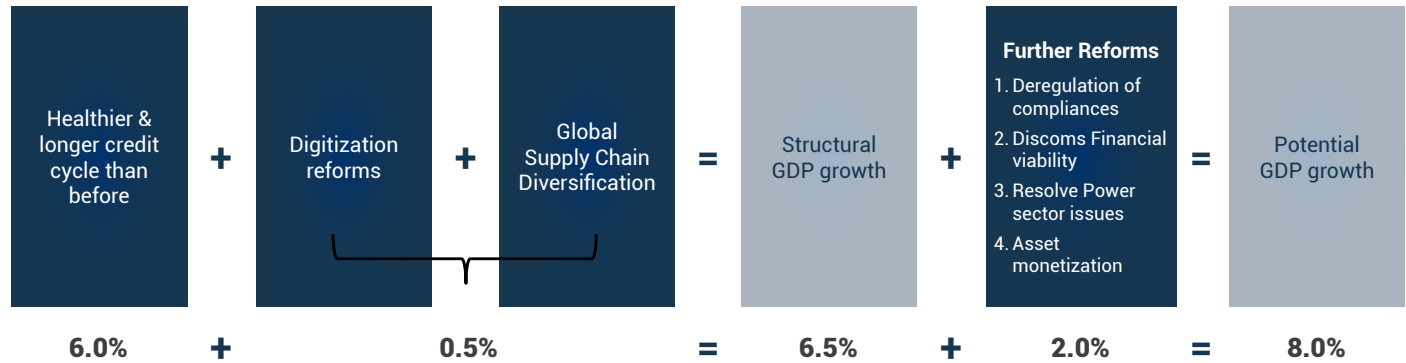 Healthier &
longer credit
cycle than
before
+
Digitization
reforms
+
Global
Supply Chain
Diversification
=
Structural
GDP growth
+
Further Reforms
1. Deregulation of
compliances
2. Discoms Financial
viability
3. Resolve Power
sector issues
4. Asset
monetization
=
Potential
GDP growth
6.0% + 0.5% = 6.5% + 2.0% = 8.0%